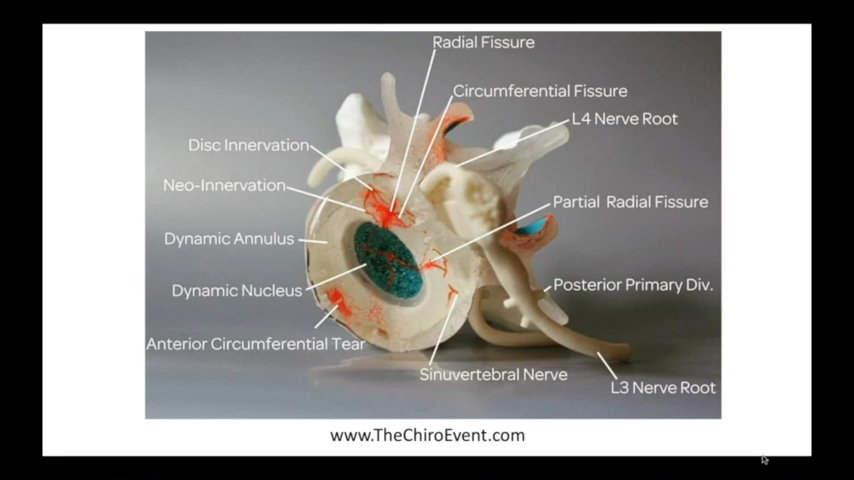 Radial Fissure
Circumferential Fissure
L4 Nerve Root
Disc Innervation
Neo-Innervation
Partial Radial Fissure
Dynamic Annulus
Posterior Primary Div.
Dynamic Nucleus
Anterior Circumferential Tear
Sinuvertebral Nerve
L3 Nerve Root
www.TheChiroEvent.com